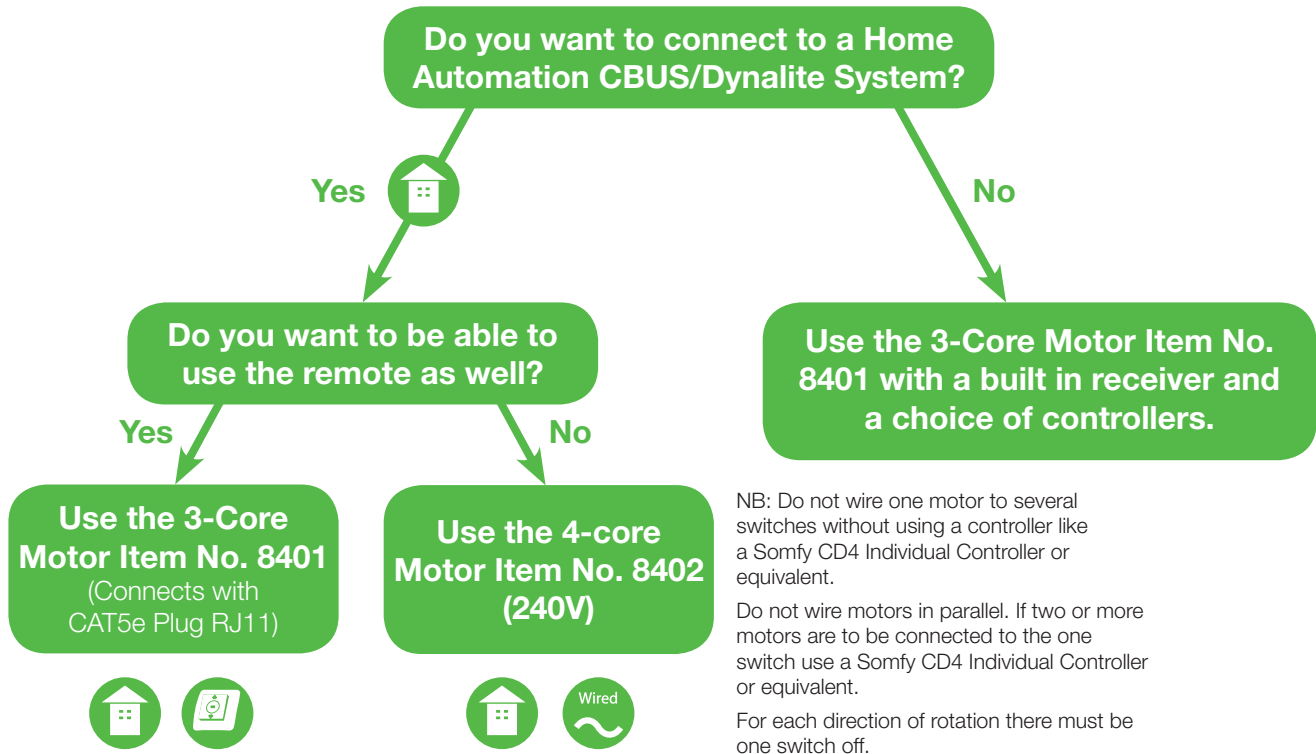 Do you want to connect to a Home
Automation CBUS/Dynalite System?
Yes
No
Do you want to be able to
use the remote as well?
Use the 3-Core Motor Item No.
8401 with a built in receiver and
a choice of controllers.
Yes
No
Use the 3-Core
Motor Item No. 8401
(Connects with
CAT5e Plug RJ11)
Use the 4-core
Motor Item No. 8402
(240V)
Wired
NB: Do not wire one motor to several
switches without using a controller like
a Somfy CD4 Individual Controller or
equivalent.
Do not wire motors in parallel. If two or more
motors are to be connected to the one
switch use a Somfy CD4 Individual Controller
or equivalent.
For each direction of rotation there must be
one switch off.